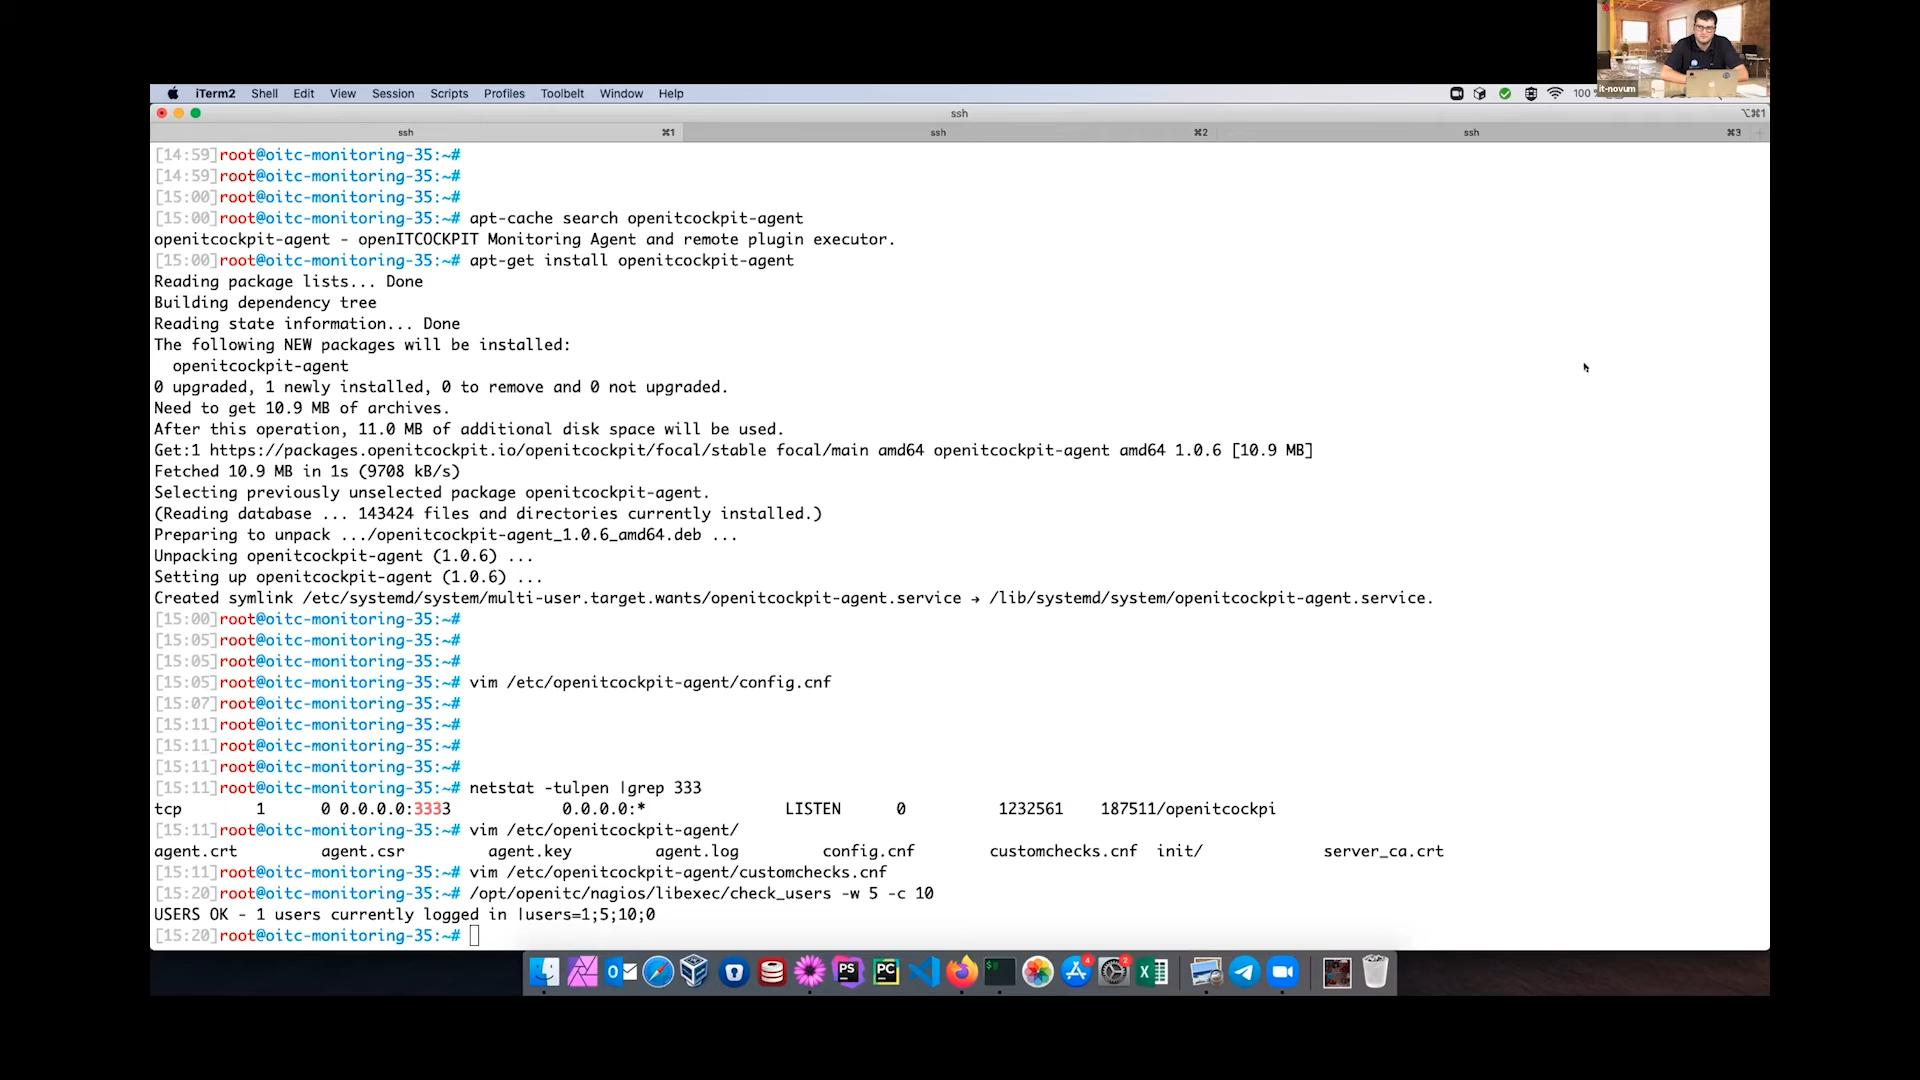 it-novum
iTerm2 Shell Edit View Session Scripts Profiles Toolbelt Window Help 100
ssh ⌥⌘1
ssh ⌘1 ssh ⌘2 ssh ⌘3
[14:59]root@oitc-monitoring-35:~#
[14:59]root@oitc-monitoring-35:~#
[15:00]root@oitc-monitoring-35:~#
[15:00]root@oitc-monitoring-35:~# apt-cache search openitcockpit-agent
openitcockpit-agent - openITCOCKPIT Monitoring Agent and remote plugin executor.
[15:00]root@oitc-monitoring-35:~# apt-get install openitcockpit-agent
Reading package lists... Done
Building dependency tree
Reading state information... Done
The following NEW packages will be installed:
openitcockpit-agent
0 upgraded, 1 newly installed, 0 to remove and 0 not upgraded.
Need to get 10.9 MB of archives.
After this operation, 11.0 MB of additional disk space will be used.
Get:1 https://packages.openitcockpit.io/openitcockpit/focal/stable focal/main amd64 openitcockpit-agent amd64 1.0.6 [10.9 MB]
Fetched 10.9 MB in 1s (9708 kB/s)
Selecting previously unselected package openitcockpit-agent.
(Reading database ... 143424 files and directories currently installed.)
Preparing to unpack .../openitcockpit-agent_1.0.6_amd64.deb ...
Unpacking openitcockpit-agent (1.0.6) ...
Setting up openitcockpit-agent (1.0.6) ...
Created symlink /etc/systemd/system/multi-user.target.wants/openitcockpit-agent.service → /lib/systemd/system/openitcockpit-agent.service.
[15:00]root@oitc-monitoring-35:~#
[15:05]root@oitc-monitoring-35:~#
[15:05]root@oitc-monitoring-35:~#
[15:05]root@oitc-monitoring-35:~# vim /etc/openitcockpit-agent/config.cnf
[15:07]root@oitc-monitoring-35:~#
[15:11]root@oitc-monitoring-35:~#
[15:11]root@oitc-monitoring-35:~#
[15:11]root@oitc-monitoring-35:~#
[15:11]root@oitc-monitoring-35:~# netstat -tulpen |grep 333
tcp 1 0 0.0.0.0:3333 0.0.0.0:* LISTEN 0 1232561 187511/openitcockpi
[15:11]root@oitc-monitoring-35:~# vim /etc/openitcockpit-agent/
agent.crt agent.csr agent.key agent.log config.cnf customchecks.cnf init/ server_ca.crt
[15:11]root@oitc-monitoring-35:~# vim /etc/openitcockpit-agent/customchecks.cnf
[15:20]root@oitc-monitoring-35:~# /opt/openitc/nagios/libexec/check_users -w 5 -c 10
USERS OK - 1 users currently logged in |users=1;5;10;0
[15:20]root@oitc-monitoring-35:~#
PS PC 4 2